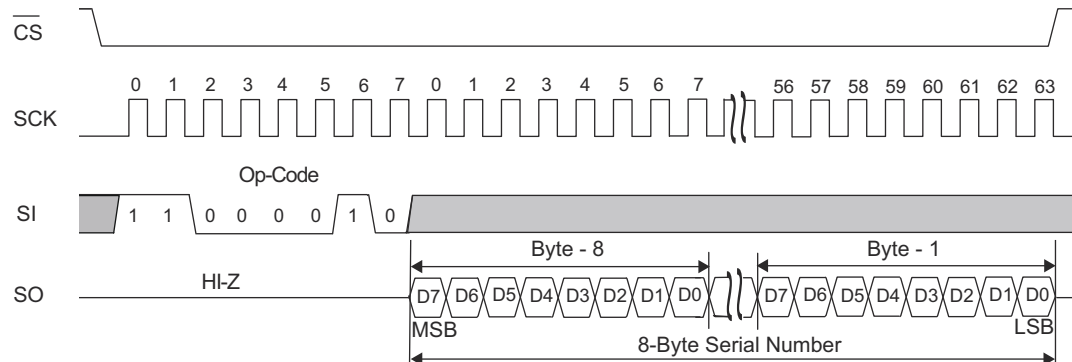 CS
0 1 2 3 4 5 6 7 0 1 2 3 4 5 6 7 56 57 58 59 60 61 62 63
SCK
Op-Code
SI 1 1 0 0 0 0 1 0
Byte - 8 Byte - 1
HI-Z
SO D7 D6 D5 D4 D3 D2 D1 D0 D7 D6 D5 D4 D3 D2 D1 D0
MSB LSB
8-Byte Serial Number